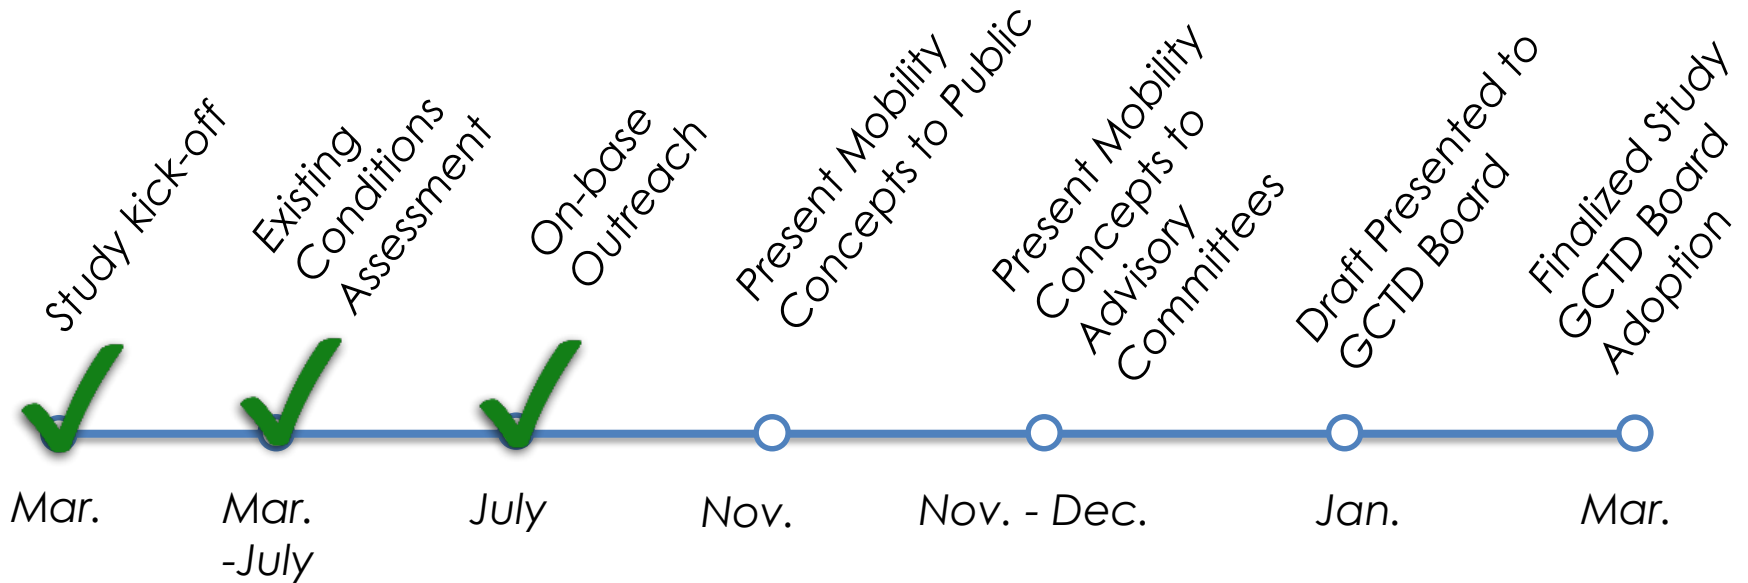 Study kick-off
Existing
Conditions
Assessment
On-base
Outreach
Present Mobility
Concepts to Public
Present Mobility
Concepts to
Advisory
Committees
Draft Presented to
GCTD Board
Finalized Study
GCTD Board
Adoption
Mar.
Mar.
-July
July
Nov.
Nov. - Dec.
Jan.
Mar.